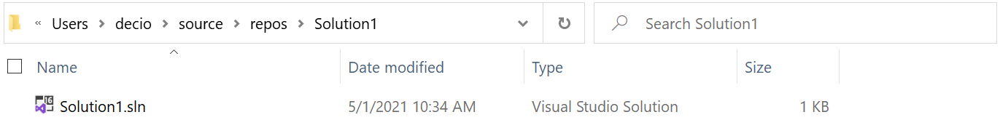 « Users > decio > source > repos > Solution1 Search Solution1
Name Date modified Type Size
16 Solution1.sln 5/1/2021 10:34 AM Visual Studio Solution 1 KB